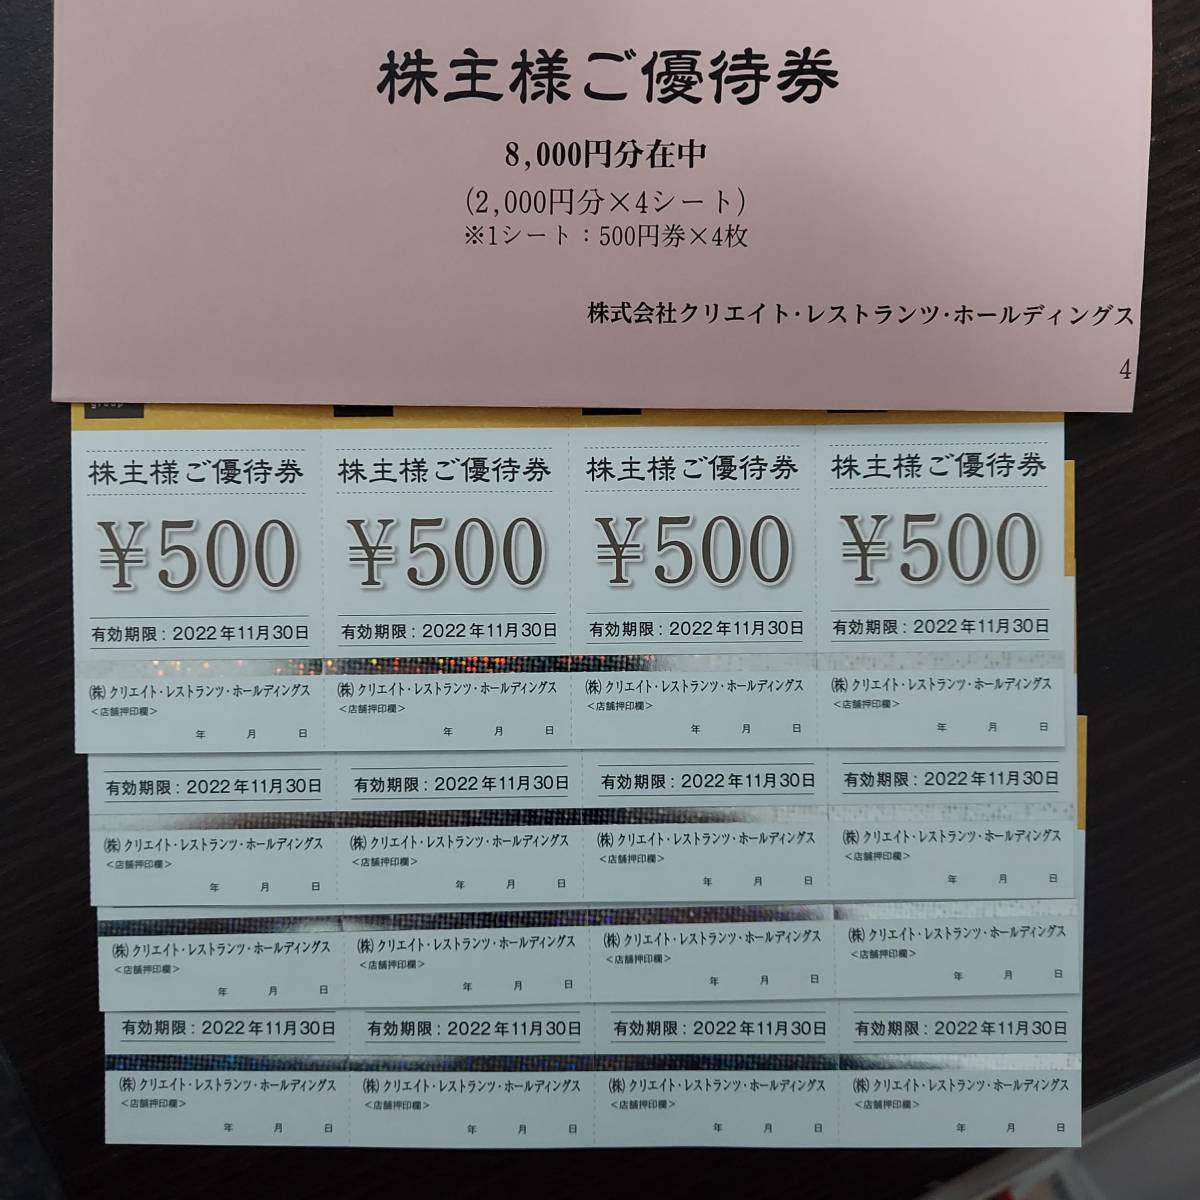 株主様ご優待券
8,000円分在中
(2,000円分×4シート)
※1シート：500円券×4枚
株式会社クリエイト・レストランツ・ホールディングス
4
group
株主様ご優待券 株主様ご優待券 株主様ご優待券 株主様ご優待券
¥500 ¥500 ¥500 ¥500
有効期限：2022年11月30日 有効期限：2022年11月30日 有効期限：2022年11月30日 有効期限：2022年11月30日
㈱クリエイト・レストランツ・ホールディングス ㈱クリエイト・レストランツ・ホールディングス ㈱クリエイト・レストランツ・ホールディングス ㈱クリエイト・レストランツ・ホールディングス
<店舗押印欄> <店舗押印欄> <店舗押印欄> <店舗押印欄>
年 月 日 年 月 日 年 月 日 年 月 日
有効期限：2022年11月30日 有効期限：2022年11月30日 有効期限：2022年11月30日 有効期限：2022年11月30日
㈱クリエイト・レストランツ・ホールディングス ㈱クリエイト・レストランツ・ホールディングス ㈱クリエイト・レストランツ・ホールディングス ㈱クリエイト・レストランツ・ホールディングス
<店舗押印欄> <店舗押印欄> <店舗押印欄> <店舗押印欄>
年 月 日 年 月 日 年 月 日 年 月 日
㈱クリエイト・レストランツ・ホールディングス ㈱クリエイト・レストランツ・ホールディングス ㈱クリエイト・レストランツ・ホールディングス ㈱クリエイト・レストランツ・ホールディングス
<店舗押印欄> <店舗押印欄> <店舗押印欄> <店舗押印欄>
年 月 日 年 月 日 年 月 日 年 月 日
有効期限：2022年11月30日 有効期限：2022年11月30日 有効期限：2022年11月30日 有効期限：2022年11月30日
㈱クリエイト・レストランツ・ホールディングス ㈱クリエイト・レストランツ・ホールディングス ㈱クリエイト・レストランツ・ホールディングス ㈱クリエイト・レストランツ・ホールディングス
<店舗押印欄> <店舗押印欄> <店舗押印欄> <店舗押印欄>
年 月 日 年 月 日 年 月 日 年 月 日